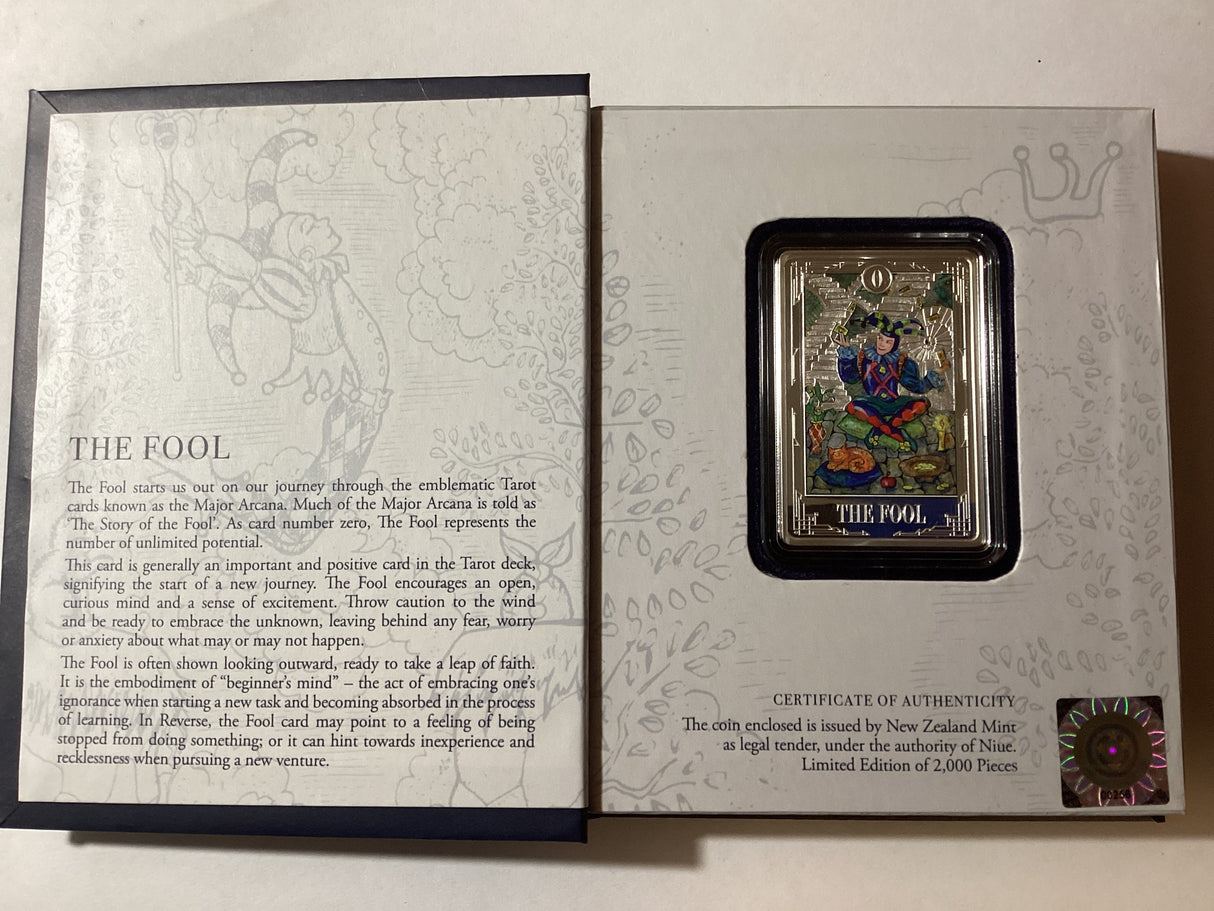 THE FOOL
The Fool starts us out on our journey through the emblematic Tarot
cards known as the Major Arcana. Much of the Major Arcana is told as
'The Story of the Fool'. As card number zero, The Fool represents the
number of unlimited potential.
This card is generally an important and positive card in the Tarot deck,
signifying the start of a new journey. The Fool encourages an open,
curious mind and a sense of excitement. Throw caution to the wind
and be ready to embrace the unknown, leaving behind any fear, worry
or anxiety about what may or may not happen.
The Fool is often shown looking outward, ready to take a leap of faith.
It is the embodiment of “beginner's mind” – the act of embracing one's
ignorance when starting a new task and becoming absorbed in the process
of learning. In Reverse, the Fool card may point to a feeling of being
stopped from doing something; or it can hint towards inexperience and
recklessness when pursuing a new venture.
0
THE FOOL
CERTIFICATE OF AUTHENTICITY
The coin enclosed is issued by New Zealand Mint
as legal tender, under the authority of Niue.
Limited Edition of 2,000 Pieces